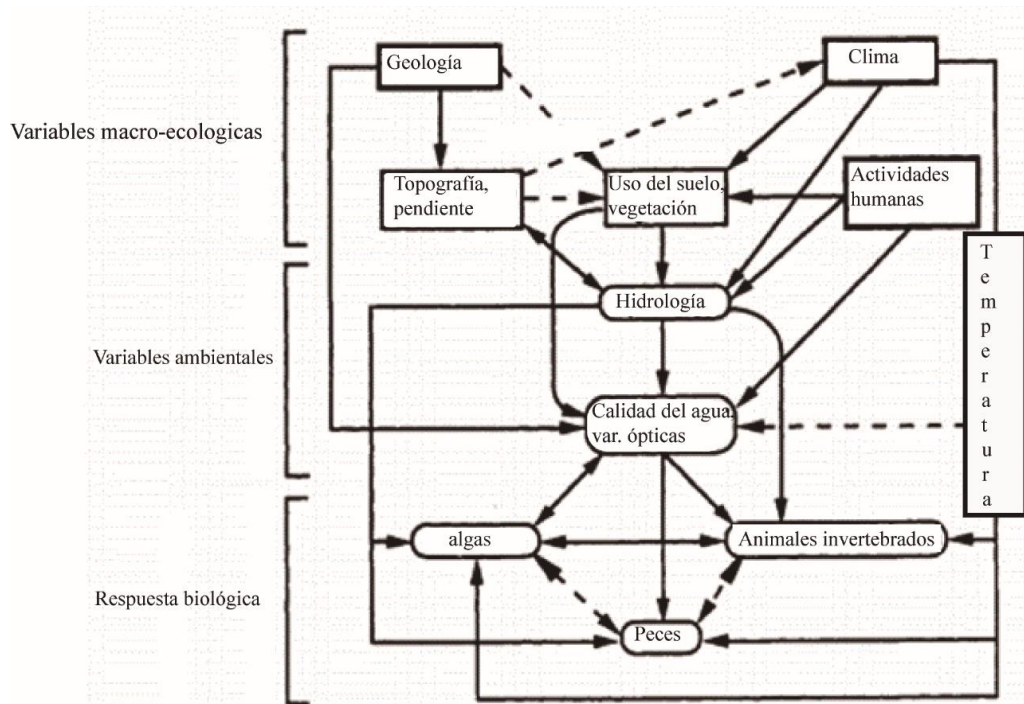 Geología
Clima
Variables macro-ecologicas
Topografía,
pendiente
Uso del suelo,
vegetación
Actividades
humanas
Temperatura
Hidrología
Variables ambientales
Calidad del agua,
var. ópticas
algas
Animales invertebrados
Respuesta biológica
Peces